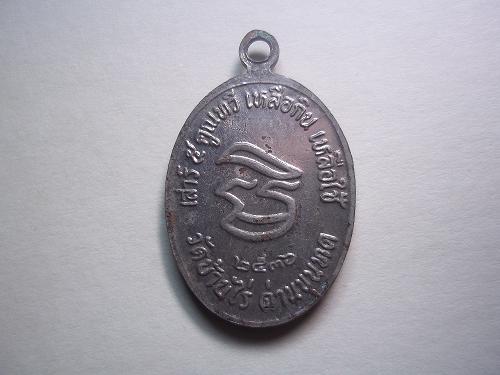 เสาร์ ๕ คูณทวี เหลือกิน เหลือใช้
๒๕๓๖
วัดบ้านไร่ ด่านขุนทด